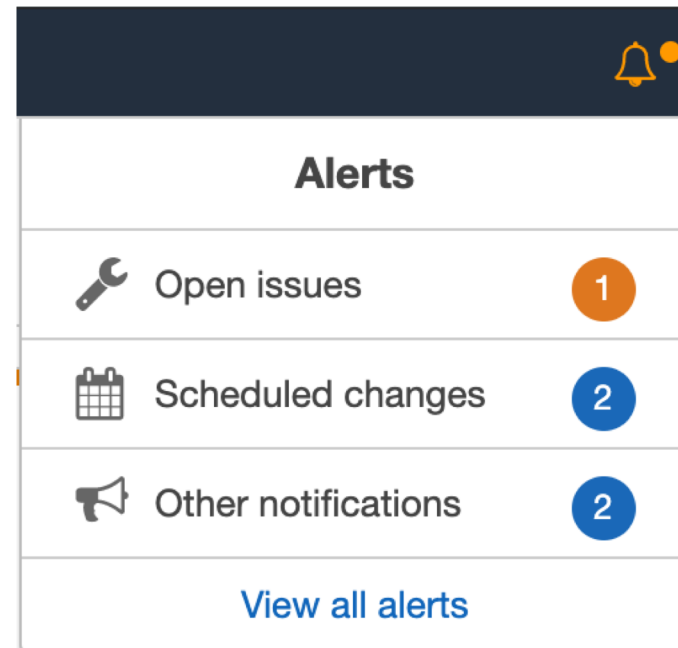 Alerts
Open issues 1
Scheduled changes 2
Other notifications 2
View all alerts